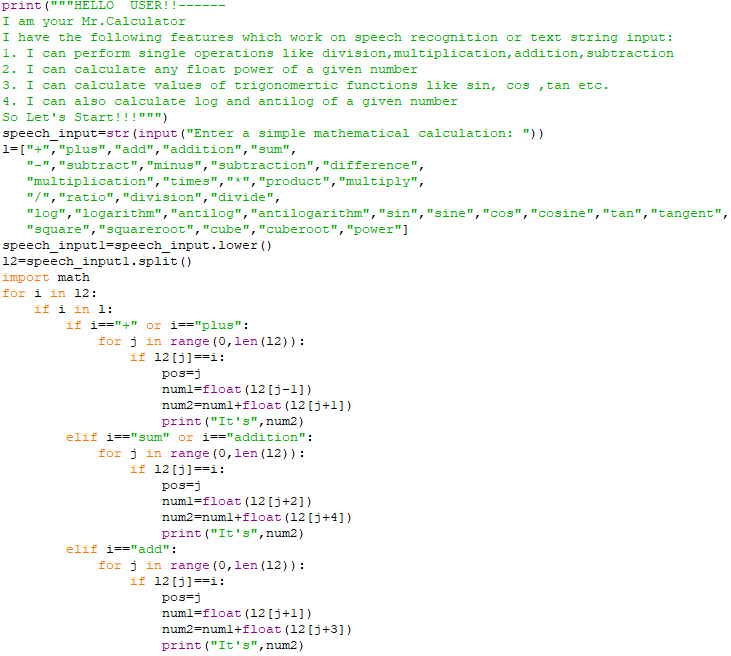 print("""HELLO  USER!!------
I am your Mr.Calculator
I have the following features which work on speech recognition or text string input:
1. I can perform single operations like division,multiplication,addition,subtraction
2. I can calculate any float power of a given number
3. I can calculate values of trigonomertic functions like sin, cos ,tan etc.
4. I can also calculate log and antilog of a given number
So Let's Start!!!""")
speech_input=str(input("Enter a simple mathematical calculation: "))
l=["+","plus","add","addition","sum",
   "-","subtract","minus","subtraction","difference",
   "multiplication","times","*","product","multiply",
   "/","ratio","division","divide",
   "log","logarithm","antilog","antilogarithm","sin","sine","cos","cosine","tan","tangent",
   "square","squareroot","cube","cuberoot","power"]
speech_input1=speech_input.lower()
l2=speech_input1.split()
import math
for i in l2:
    if i in l:
        if i=="+" or i=="plus":
            for j in range(0,len(l2)):
                if l2[j]==i:
                    pos=j
                    num1=float(l2[j-1])
                    num2=num1+float(l2[j+1])
                    print("It's",num2)
        elif i=="sum" or i=="addition":
            for j in range(0,len(l2)):
                if l2[j]==i:
                    pos=j
                    num1=float(l2[j+2])
                    num2=num1+float(l2[j+4])
                    print("It's",num2)
        elif i=="add":
            for j in range(0,len(l2)):
                if l2[j]==i:
                    pos=j
                    num1=float(l2[j+1])
                    num2=num1+float(l2[j+3])
                    print("It's",num2)